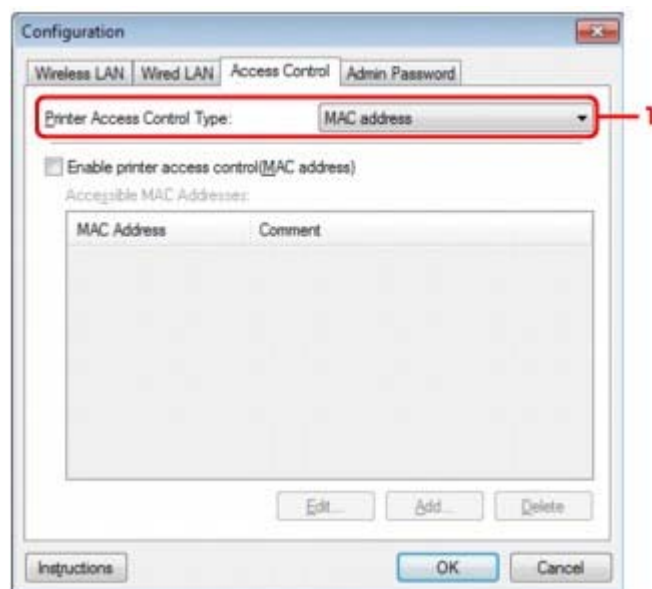 Configuration
Wireless LAN Wired LAN Access Control Admin Password
Printer Access Control Type: MAC address
Enable printer access control(MAC address)
Accessible MAC Addresses:
MAC Address Comment
Edit... Add... Delete
Instructions OK Cancel